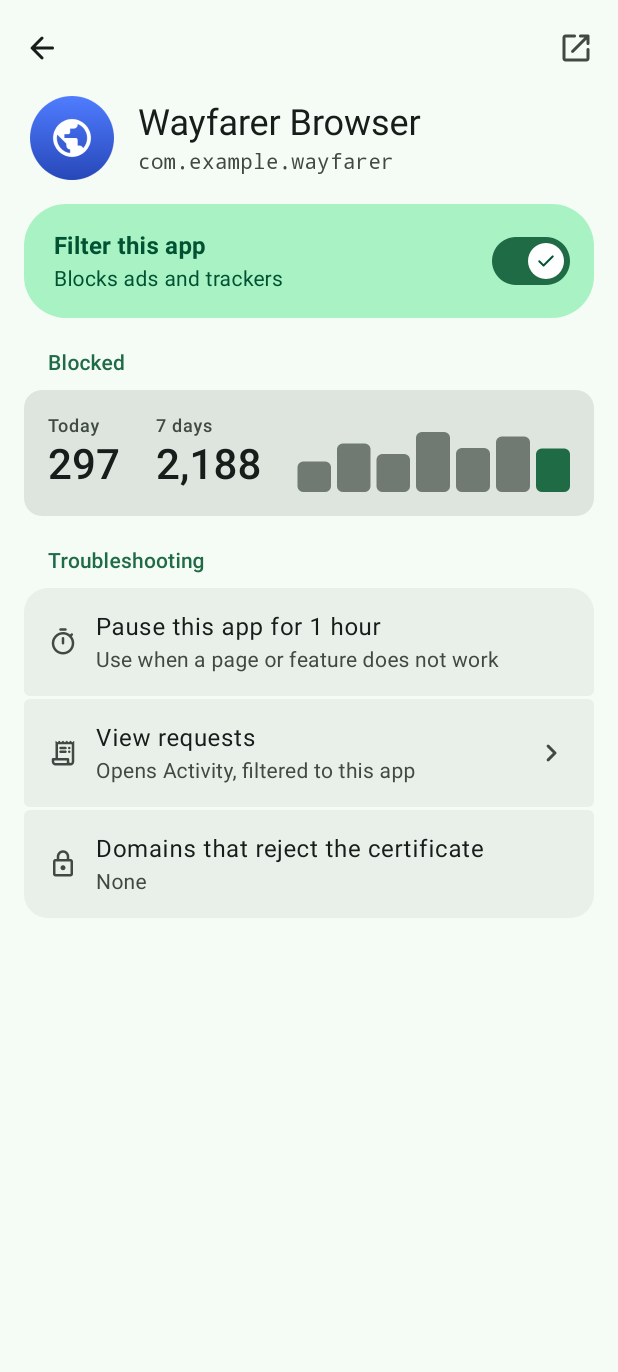 Wayfarer Browser
com.example.wayfarer
Filter this app
Blocks ads and trackers
Blocked
Today
7 days
297
2,188
Troubleshooting
Pause this app for 1 hour
Use when a page or feature does not work
View requests
Opens Activity, filtered to this app
Domains that reject the certificate
None